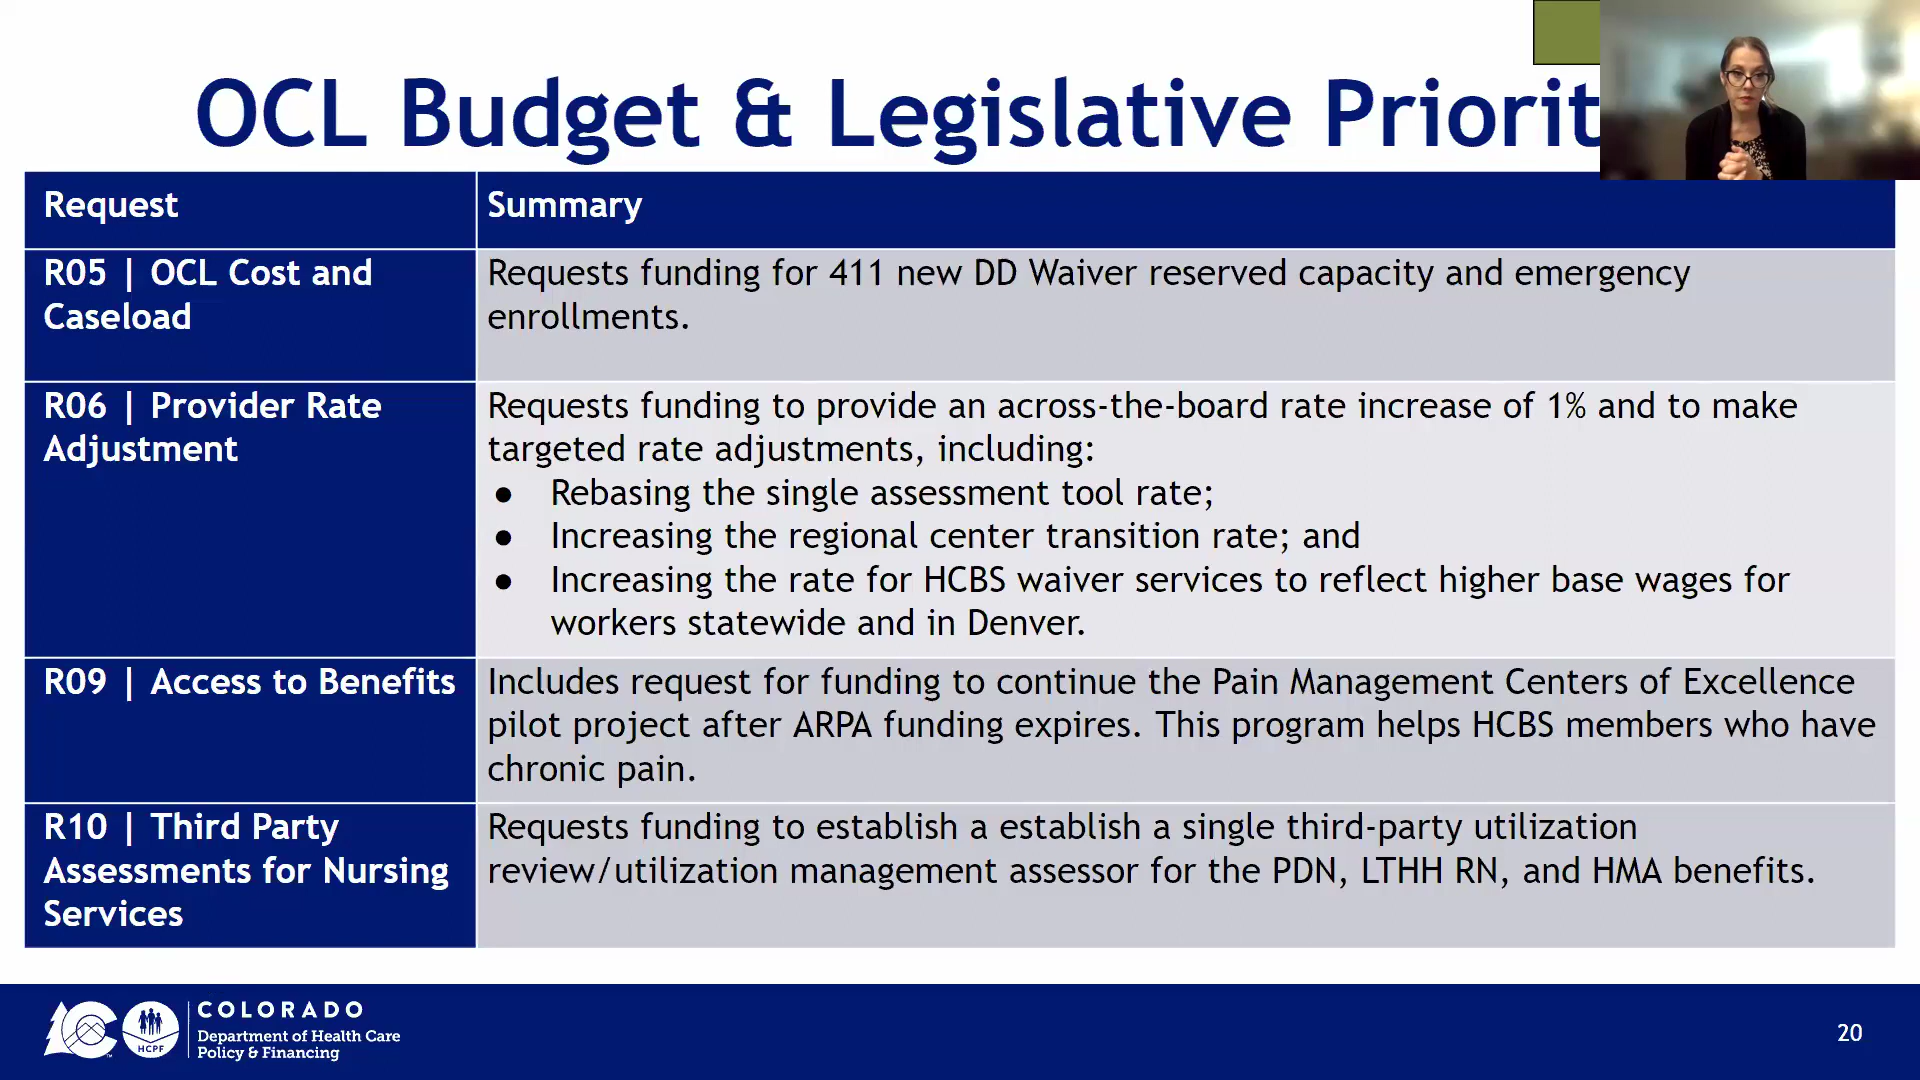 OCL Budget & Legislative Priorit
Request
Summary
R05 | OCL Cost and
Caseload
Requests funding for 411 new DD Waiver reserved capacity and emergency
enrollments.
R06 | Provider Rate
Adjustment
Requests funding to provide an across-the-board rate increase of 1% and to make
targeted rate adjustments, including:
● Rebasing the single assessment tool rate;
● Increasing the regional center transition rate; and
● Increasing the rate for HCBS waiver services to reflect higher base wages for
workers statewide and in Denver.
R09 | Access to Benefits
Includes request for funding to continue the Pain Management Centers of Excellence
pilot project after ARPA funding expires. This program helps HCBS members who have
chronic pain.
R10 | Third Party
Assessments for Nursing
Services
Requests funding to establish a establish a single third-party utilization
review/utilization management assessor for the PDN, LTHH RN, and HMA benefits.
HCPF
COLORADO
Department of Health Care
Policy & Financing
20